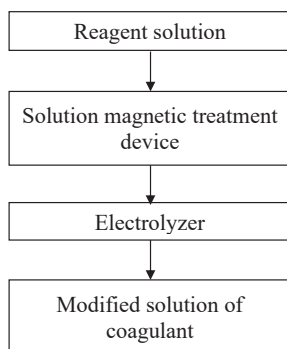 Reagent solution
Solution magnetic treatment
device
Electrolyzer
Modified solution of
coagulant